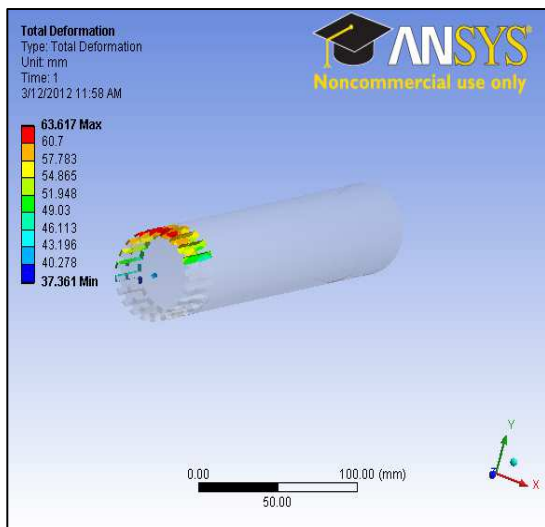 Total Deformation
Type: Total Deformation
Unit: mm
Time: 1
3/12/2012 11:58 AM
ANSYS®
Noncommercial use only
63.617 Max
60.7
57.783
54.865
51.948
49.03
46.113
43.196
40.278
37.361 Min
0.00 100.00 (mm)
50.00
Y
X